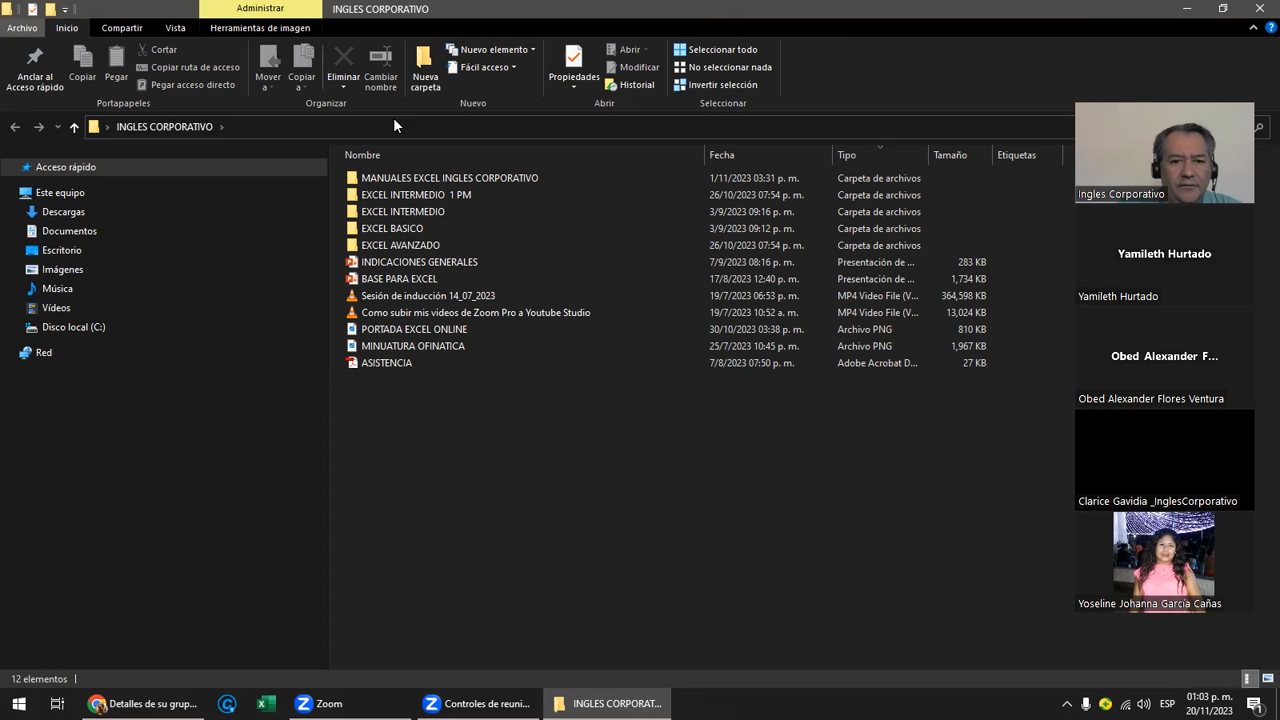 Administrar
INGLES CORPORATIVO
Archivo
Inicio
Compartir
Vista
Herramientas de imagen
Anclar al Acceso rápido
Copiar
Pegar
Cortar
Copiar ruta de acceso
Pegar acceso directo
Portapapeles
Mover a
Copiar a
Eliminar
Cambiar nombre
Organizar
Nueva carpeta
Nuevo elemento
Fácil acceso
Nuevo
Propiedades
Abrir
Modificar
Historial
Abrir
Seleccionar todo
No seleccionar nada
Invertir selección
Seleccionar
INGLES CORPORATIVO
Acceso rápido
Este equipo
Descargas
Documentos
Escritorio
Imágenes
Música
Vídeos
Disco local (C:)
Red
Nombre Fecha Tipo Tamaño Etiquetas
MANUALES EXCEL INGLES CORPORATIVO 1/11/2023 03:31 p. m. Carpeta de archivos
EXCEL INTERMEDIO 1 PM 26/10/2023 07:54 p. m. Carpeta de archivos
EXCEL INTERMEDIO 3/9/2023 09:16 p. m. Carpeta de archivos
EXCEL BASICO 3/9/2023 09:12 p. m. Carpeta de archivos
EXCEL AVANZADO 26/10/2023 07:54 p. m. Carpeta de archivos
INDICACIONES GENERALES 7/9/2023 08:16 p. m. Presentación de ... 283 KB
BASE PARA EXCEL 17/8/2023 12:40 p. m. Presentación de ... 1,734 KB
Sesión de inducción 14_07_2023 19/7/2023 06:53 p. m. MP4 Video File (V... 364,598 KB
Como subir mis videos de Zoom Pro a Youtube Studio 19/7/2023 10:52 a. m. MP4 Video File (V... 13,024 KB
PORTADA EXCEL ONLINE 30/10/2023 03:38 p. m. Archivo PNG 810 KB
MINUATURA OFINATICA 25/7/2023 10:45 p. m. Archivo PNG 1,967 KB
ASISTENCIA 7/8/2023 07:50 p. m. Adobe Acrobat D... 27 KB
Ingles Corporativo
Yamileth Hurtado
Yamileth Hurtado
Obed Alexander F...
Obed Alexander Flores Ventura
Clarice Gavidia _InglesCorporativo
Yoseline Johanna García Cañas
12 elementos
Detalles de su grup...
Zoom
Controles de reuni...
INGLES CORPORAT...
ESP
01:03 p. m.
20/11/2023